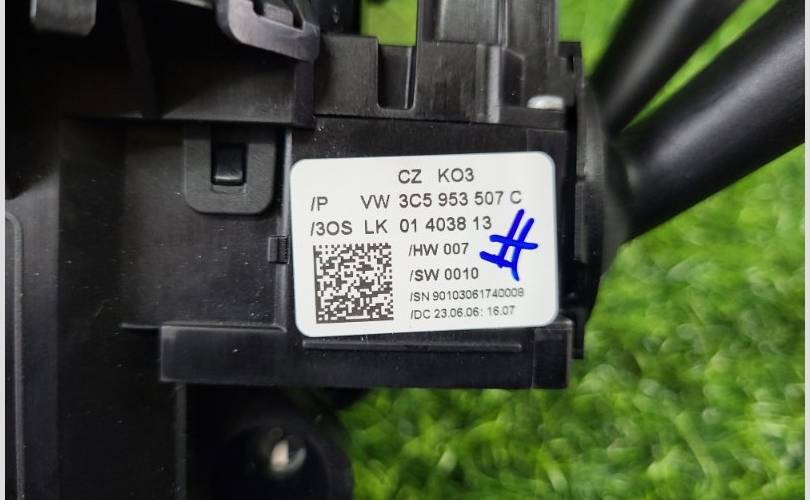 CZ KO3
/P VW 3C5 953 507 C
/3OS LK 01 4038 13
/HW 007
/SW 0010
/SN 90103061740008
/DC 23.06.06: 16.07
#